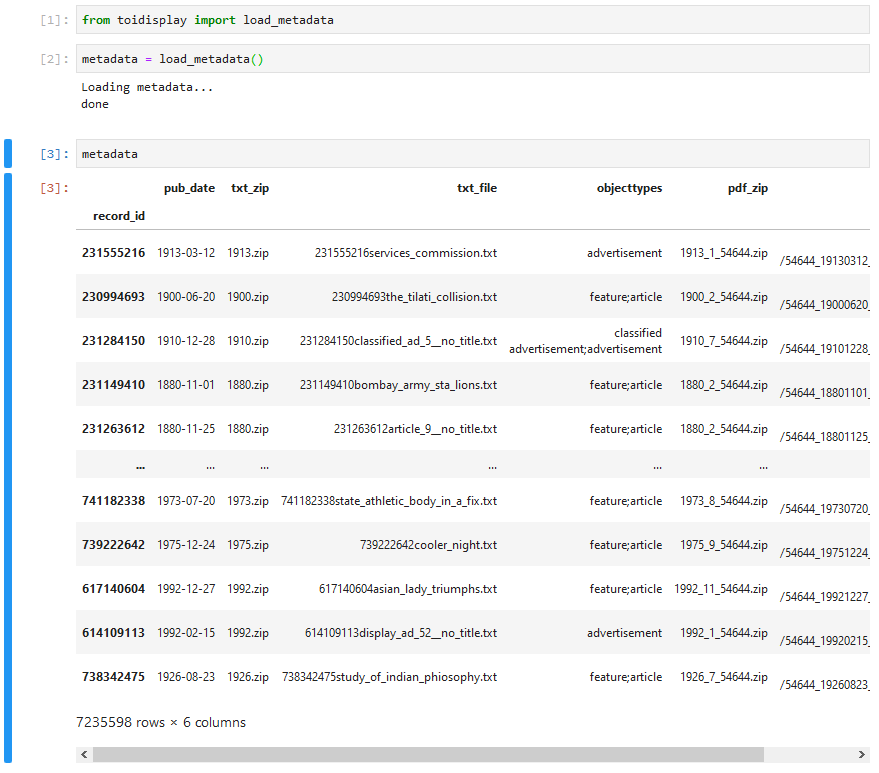 [1]: from toidisplay import load_metadata
[2]: metadata = load_metadata()
Loading metadata...
done
[3]: metadata
[3]: pub_date txt_zip txt_file objecttypes pdf_zip
record_id
231555216 1913-03-12 1913.zip 231555216services_commission.txt advertisement 1913_1_54644.zip /54644_19130312_
230994693 1900-06-20 1900.zip 230994693the_tilati_collision.txt feature;article 1900_2_54644.zip /54644_19000620_
231284150 1910-12-28 1910.zip 231284150classified_ad_5__no_title.txt classified advertisement;advertisement 1910_7_54644.zip /54644_19101228_
231149410 1880-11-01 1880.zip 231149410bombay_army_sta_lions.txt feature;article 1880_2_54644.zip /54644_18801101_
231263612 1880-11-25 1880.zip 231263612article_9__no_title.txt feature;article 1880_2_54644.zip /54644_18801125_
... ... ... ... ... ...
741182338 1973-07-20 1973.zip 741182338state_athletic_body_in_a_fix.txt feature;article 1973_8_54644.zip /54644_19730720_
739222642 1975-12-24 1975.zip 739222642cooler_night.txt feature;article 1975_9_54644.zip /54644_19751224_
617140604 1992-12-27 1992.zip 617140604asian_lady_triumphs.txt feature;article 1992_11_54644.zip /54644_19921227_
614109113 1992-02-15 1992.zip 614109113display_ad_52__no_title.txt advertisement 1992_1_54644.zip /54644_19920215_
738342475 1926-08-23 1926.zip 738342475study_of_indian_phiosophy.txt feature;article 1926_7_54644.zip /54644_19260823_
7235598 rows × 6 columns